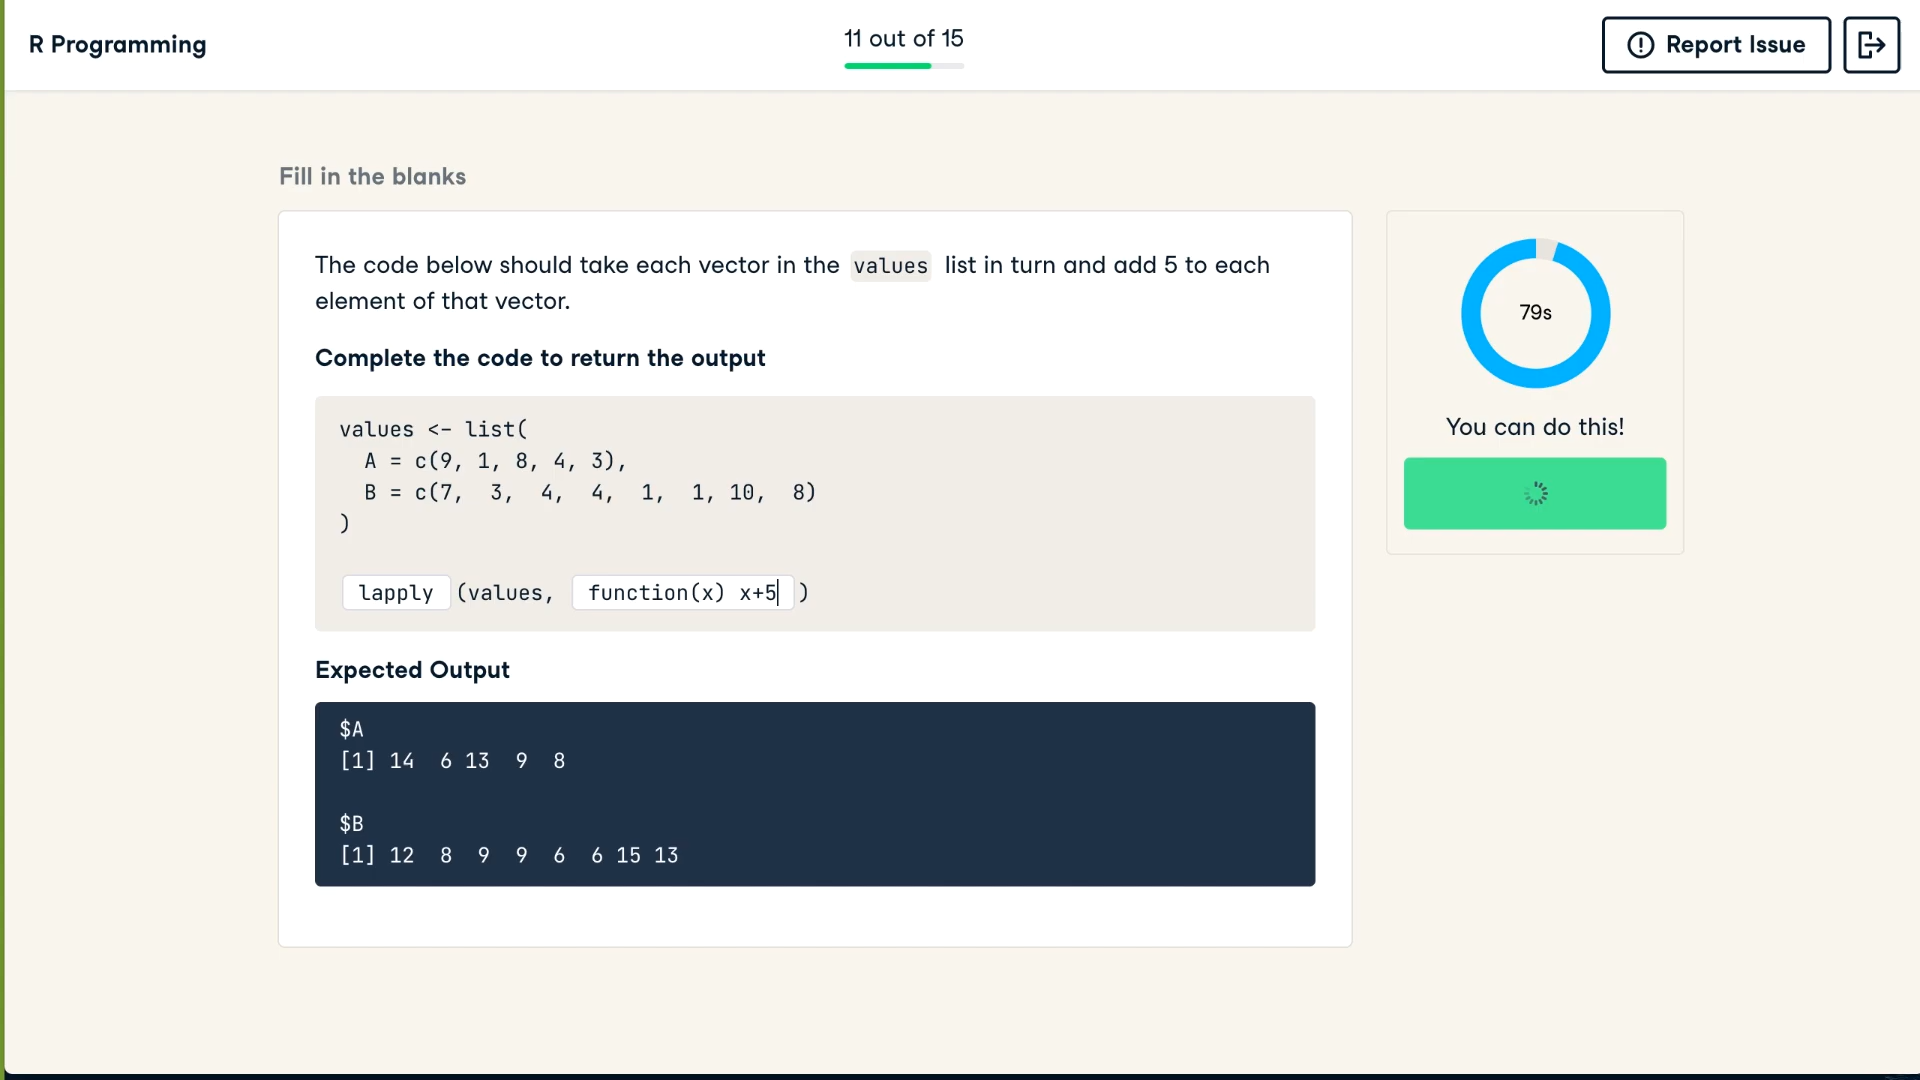 R Programming
11 out of 15
Report Issue
Fill in the blanks
The code below should take each vector in the values list in turn and add 5 to each
element of that vector.
Complete the code to return the output
values <- list(
  A = c(9, 1, 8, 4, 3),
  B = c(7,  3,  4,  4,  1,  1, 10,  8)
)
lapply (values, function(x) x+5 )
Expected Output
$A
[1] 14  6 13  9  8
$B
[1] 12  8  9  9  6  6 15 13
79s
You can do this!